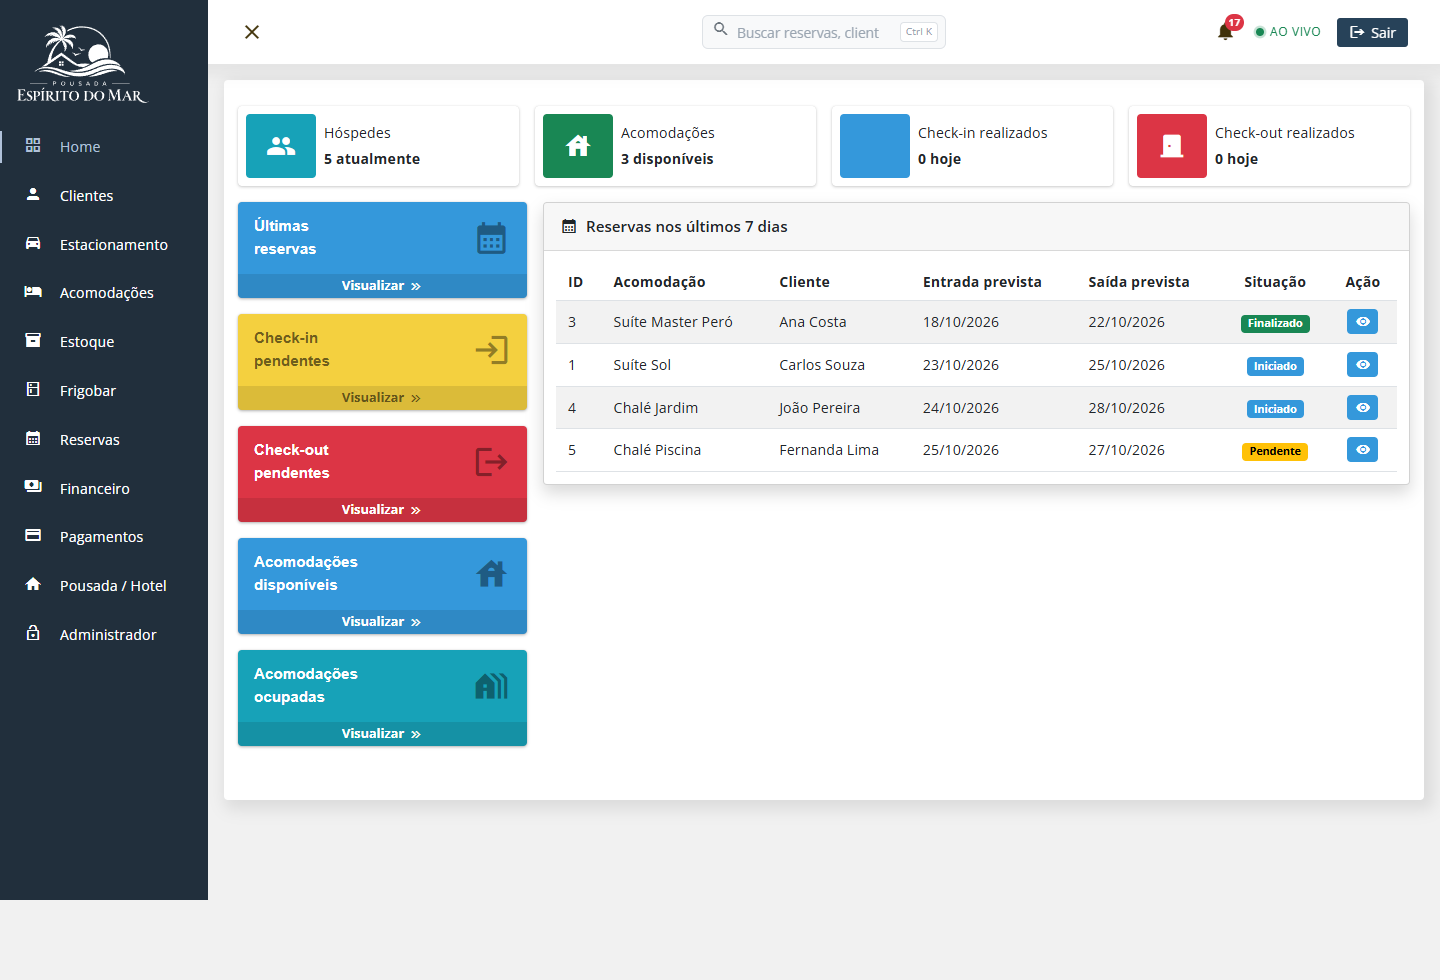 POUSADA
ESPÍRITO DO MAR
Home
Clientes
Estacionamento
Acomodações
Estoque
Frigobar
Reservas
Financeiro
Pagamentos
Pousada / Hotel
Administrador
Buscar reservas, client
Ctrl K
17
AO VIVO
Sair
Hóspedes
5 atualmente
Acomodações
3 disponíveis
Check-in realizados
0 hoje
Check-out realizados
0 hoje
Últimas
reservas
Visualizar »
Check-in
pendentes
Visualizar »
Check-out
pendentes
Visualizar »
Acomodações
disponíveis
Visualizar »
Acomodações
ocupadas
Visualizar »
Reservas nos últimos 7 dias
ID Acomodação Cliente Entrada prevista Saída prevista Situação Ação
3 Suíte Master Peró Ana Costa 18/10/2026 22/10/2026 Finalizado
1 Suíte Sol Carlos Souza 23/10/2026 25/10/2026 Iniciado
4 Chalé Jardim João Pereira 24/10/2026 28/10/2026 Iniciado
5 Chalé Piscina Fernanda Lima 25/10/2026 27/10/2026 Pendente